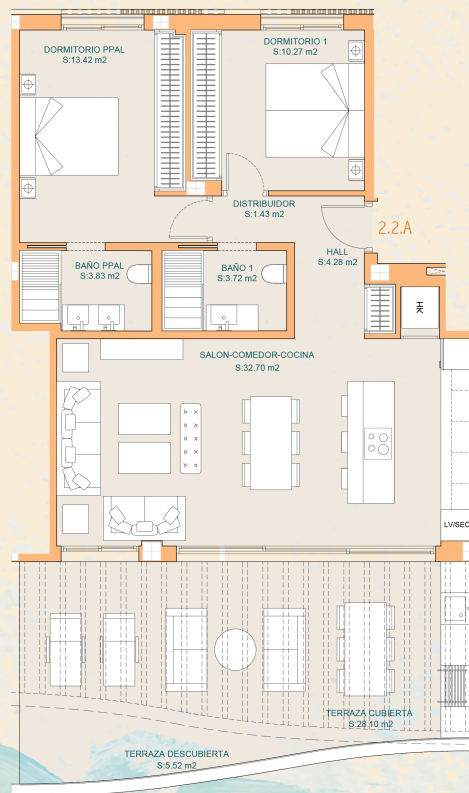 DORMITORIO PPAL
S:13.42 m2
DORMITORIO 1
S:10.27 m2
DISTRIBUIDOR
S:1.43 m2
2.2.A
HALL
S:4.28 m2
BAÑO PPAL
S:3.83 m2
BAÑO 1
S:3.72 m2
HK
SALON-COMEDOR-COCINA
S:32.70 m2
LV/SEC
TERRAZA CUBIERTA
S:28.10 m2
TERRAZA DESCUBIERTA
S:5.52 m2